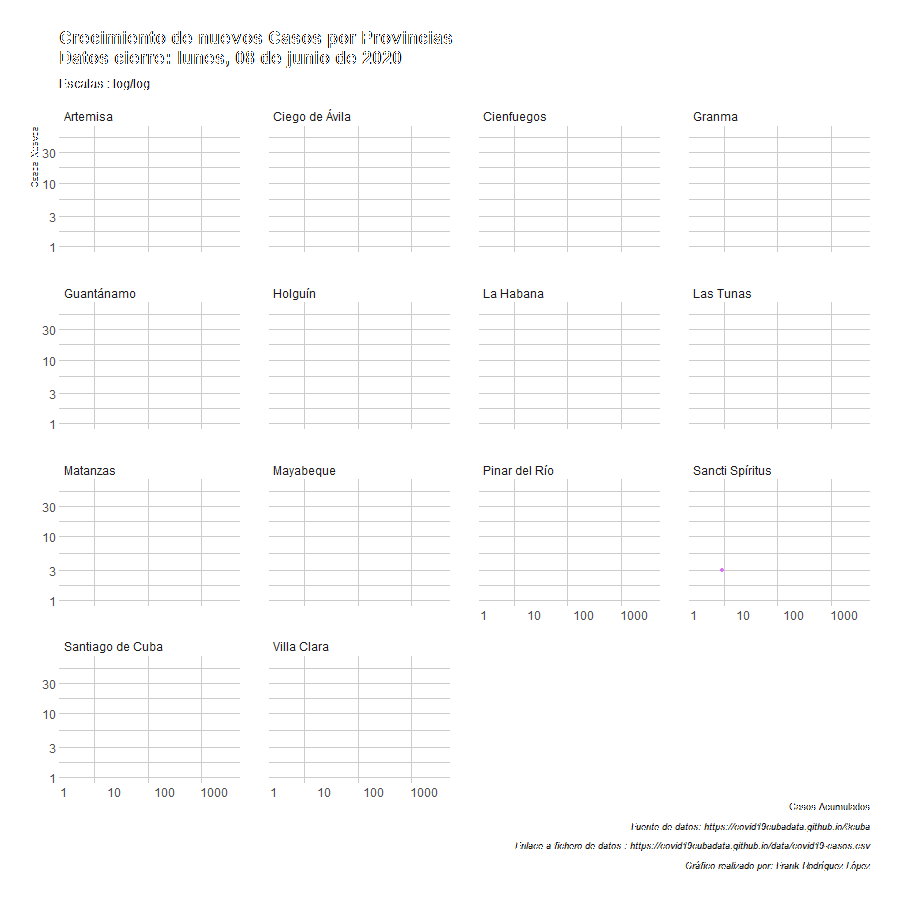 Crecimiento de nuevos Casos por Provincias
Datos cierre: lunes, 08 de junio de 2020
Escalas : log/log
Artemisa
Ciego de Ávila
Cienfuegos
Granma
Casos Nuevos
30
10
3
1
Guantánamo
Holguín
La Habana
Las Tunas
30
10
3
1
Matanzas
Mayabeque
Pinar del Río
Sancti Spíritus
30
10
3
1
1 10 100 1000
1 10 100 1000
Santiago de Cuba
Villa Clara
30
10
3
1
1 10 100 1000
1 10 100 1000
Casos Acumulados
Fuente de datos: https://covid19cubadata.github.io/#cuba
Enlace a fichero de datos : https://covid19cubadata.github.io/data/covid19-casos.csv
Gráfico realizado por: Frank Rodríguez López